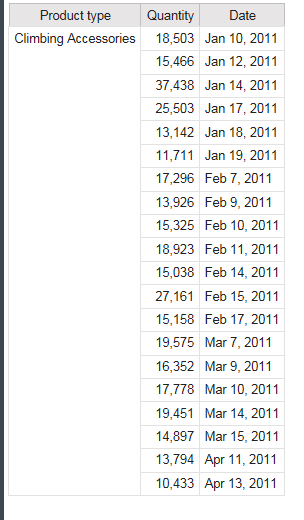 Product type Quantity Date
Climbing Accessories 18,503 Jan 10, 2011
15,466 Jan 12, 2011
37,438 Jan 14, 2011
25,503 Jan 17, 2011
13,142 Jan 18, 2011
11,711 Jan 19, 2011
17,296 Feb 7, 2011
13,926 Feb 9, 2011
15,325 Feb 10, 2011
18,923 Feb 11, 2011
15,038 Feb 14, 2011
27,161 Feb 15, 2011
15,158 Feb 17, 2011
19,575 Mar 7, 2011
16,352 Mar 9, 2011
17,778 Mar 10, 2011
19,451 Mar 14, 2011
14,897 Mar 15, 2011
13,794 Apr 11, 2011
10,433 Apr 13, 2011